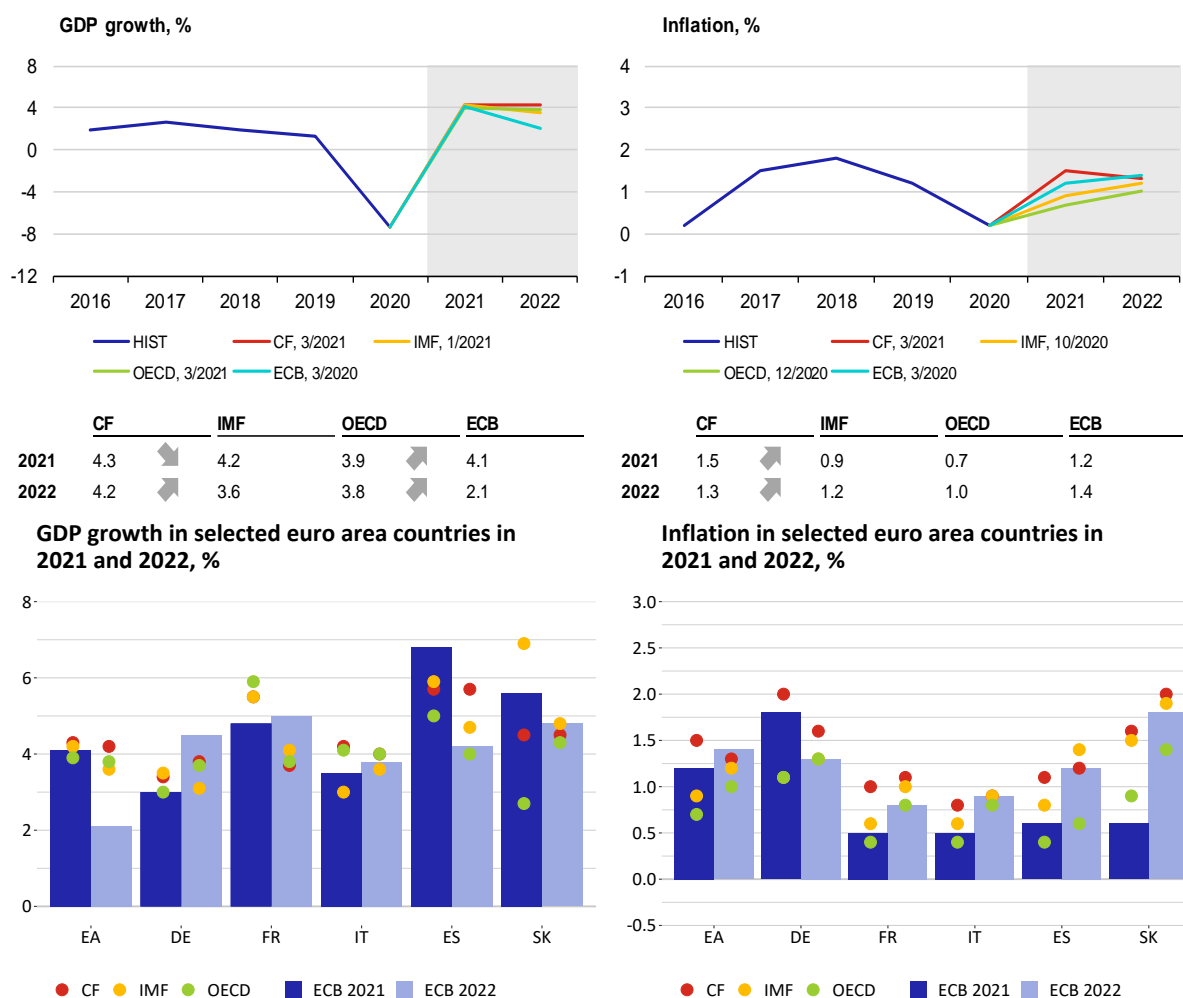 GDP growth, %
8
4
0
-4
-8
-12
2016 2017 2018 2019 2020 2021 2022
HIST CF, 3/2021 IMF, 1/2021
OECD, 3/2021 ECB, 3/2020
CF IMF OECD ECB
2021 4.3 4.2 3.9 4.1
2022 4.2 3.6 3.8 2.1
Inflation, %
4
3
2
1
0
-1
2016 2017 2018 2019 2020 2021 2022
HIST CF, 3/2021 IMF, 10/2020
OECD, 12/2020 ECB, 3/2020
CF IMF OECD ECB
2021 1.5 0.9 0.7 1.2
2022 1.3 1.2 1.0 1.4
GDP growth in selected euro area countries in
2021 and 2022, %
8
6
4
2
0
EA DE FR IT ES SK
CF IMF OECD ECB 2021 ECB 2022
Inflation in selected euro area countries in
2021 and 2022, %
3.0
2.5
2.0
1.5
1.0
0.5
0.0
-0.5
EA DE FR IT ES SK
CF IMF OECD ECB 2021 ECB 2022